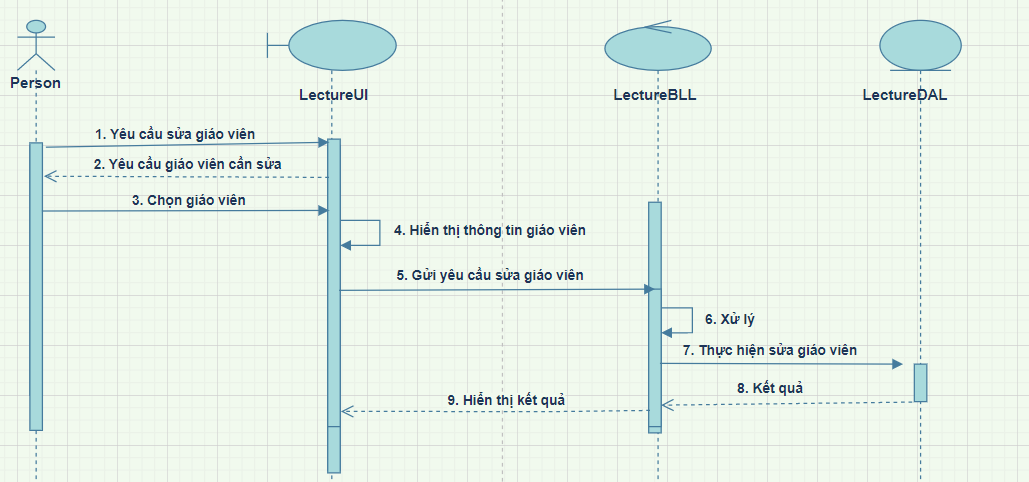 Person
LectureUI
LectureBLL
LectureDAL
1. Yêu cầu sửa giáo viên
2. Yêu cầu giáo viên cần sửa
3. Chọn giáo viên
4. Hiển thị thông tin giáo viên
5. Gửi yêu cầu sửa giáo viên
6. Xử lý
7. Thực hiện sửa giáo viên
8. Kết quả
9. Hiển thị kết quả